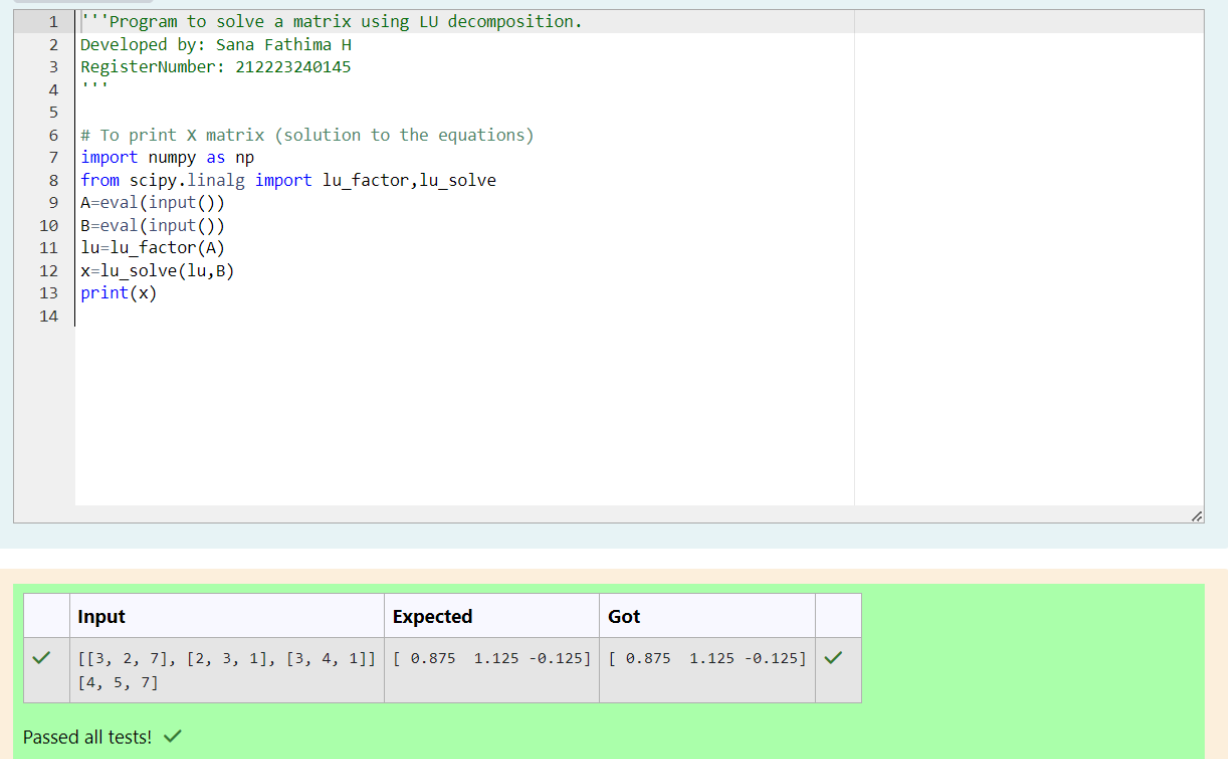 1 '''Program to solve a matrix using LU decomposition.
2 Developed by: Sana Fathima H
3 RegisterNumber: 212223240145
4 '''
5
6 # To print X matrix (solution to the equations)
7 import numpy as np
8 from scipy.linalg import lu_factor,lu_solve
9 A=eval(input())
10 B=eval(input())
11 lu=lu_factor(A)
12 x=lu_solve(lu,B)
13 print(x)
14
Input Expected Got
[[3, 2, 7], [2, 3, 1], [3, 4, 1]] [ 0.875  1.125 -0.125] [ 0.875  1.125 -0.125]
[4, 5, 7]
Passed all tests!